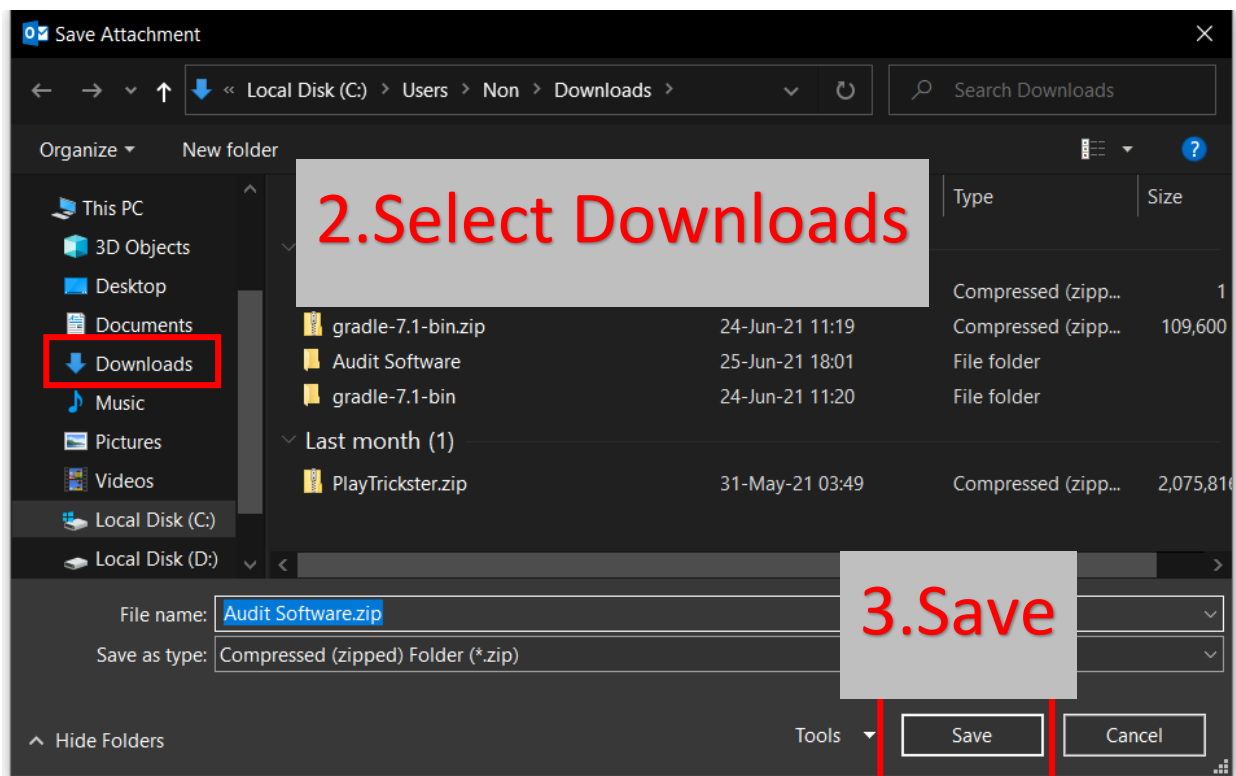 Save Attachment
« Local Disk (C:) > Users > Non > Downloads >
Search Downloads
Organize
New folder
2.Select Downloads
Type
Size
This PC
3D Objects
Desktop
Documents
Downloads
Music
Pictures
Videos
Local Disk (C:)
Local Disk (D:)
Compressed (zipp... 1
gradle-7.1-bin.zip 24-Jun-21 11:19 Compressed (zipp... 109,600
Audit Software 25-Jun-21 18:01 File folder
gradle-7.1-bin 24-Jun-21 11:20 File folder
Last month (1)
PlayTrickster.zip 31-May-21 03:49 Compressed (zipp... 2,075,816
File name: Audit Software.zip
3.Save
Save as type: Compressed (zipped) Folder (*.zip)
Hide Folders
Tools
Save
Cancel